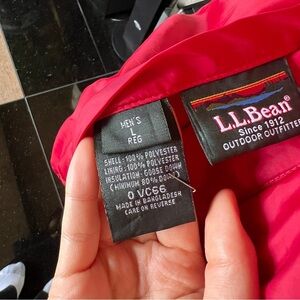 MEN'S
L
REG
SHELL: 100% POLYESTER
LINING: 100% POLYESTER
INSULATION: GOOSE DOWN
(MINIMUM 80% DOWN)
0 VC66
MADE IN BANGLADESH
CARE ON REVERSE
L.L.Bean®
Since 1912
OUTDOOR OUTFITTERS